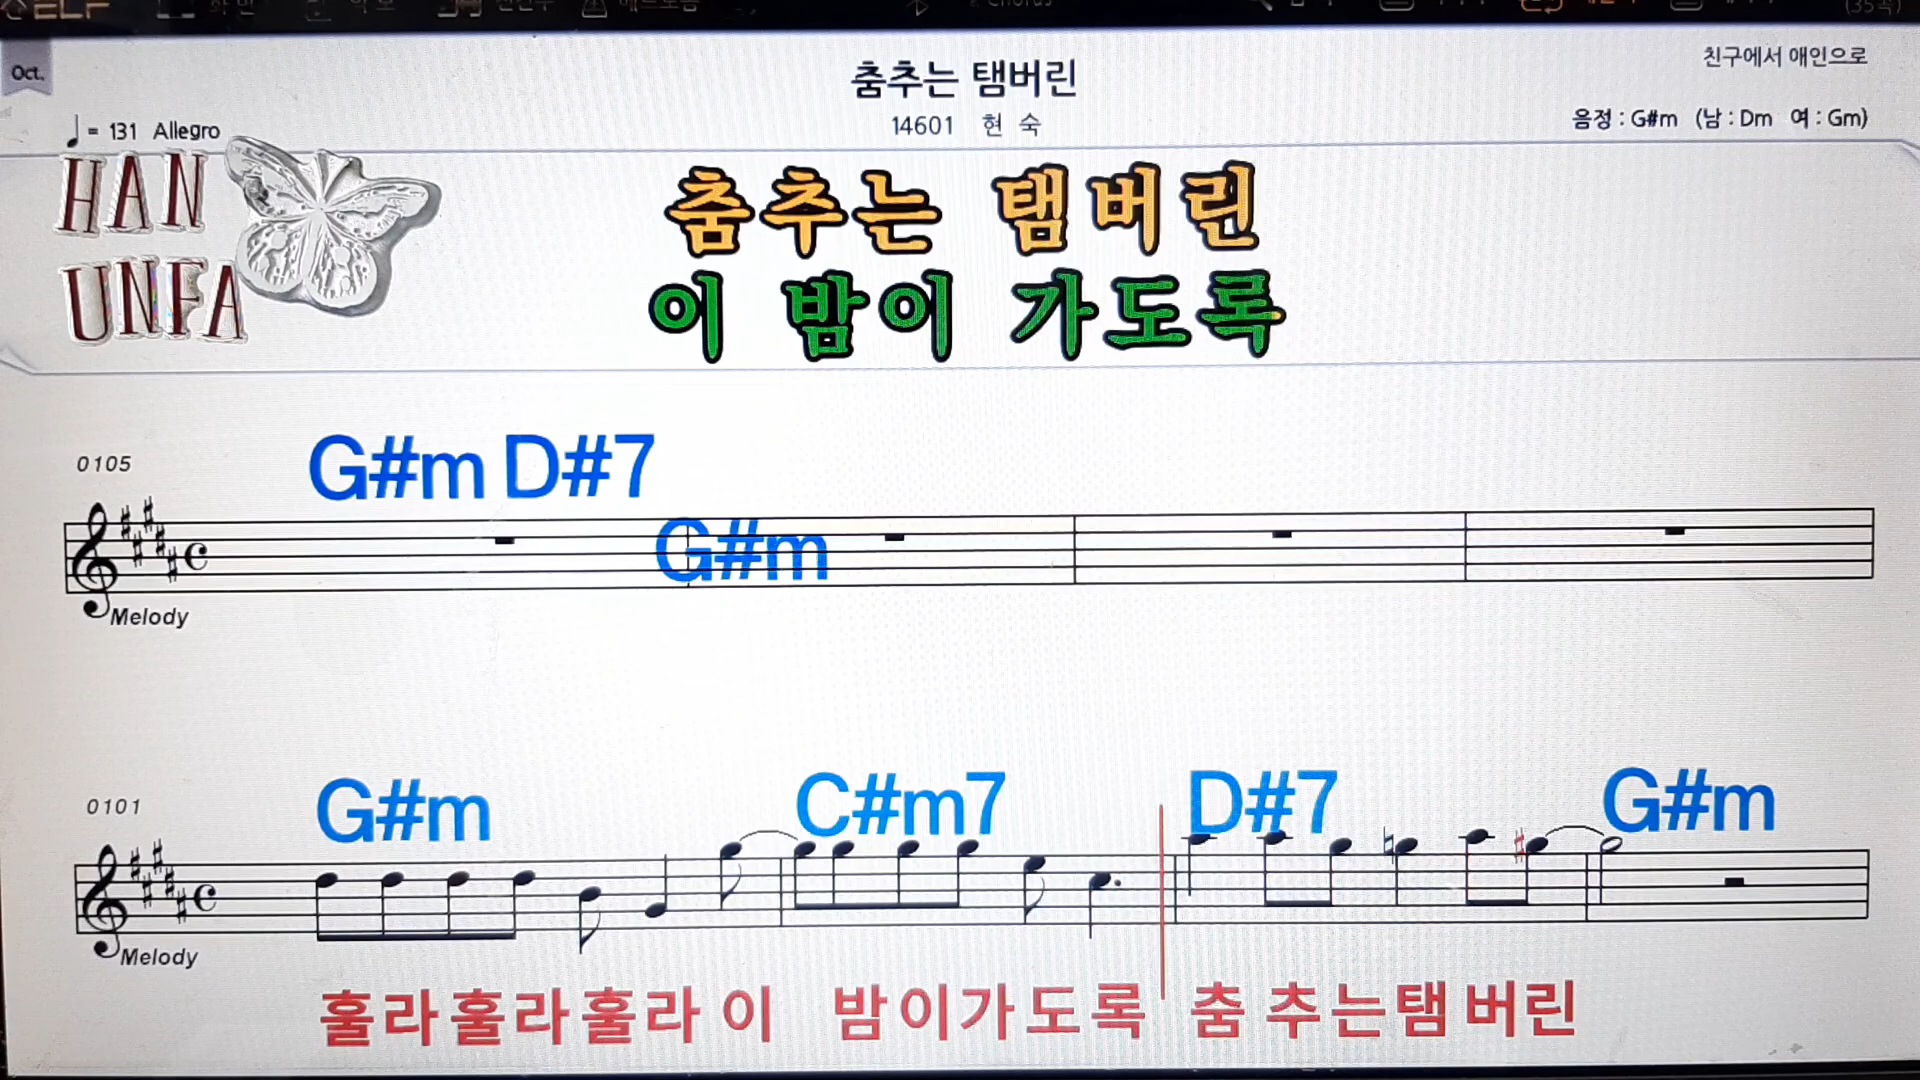 ELF
Oct.
춤추는 탬버린
친구에서 애인으로
= 131 Allegro
14601 현 숙
음정 : G#m (남 : Dm 여 : Gm)
HAN
UNFA
춤추는 탬버린
이 밤이 가도록
0105
G#m D#7
G#m
Melody
0101
G#m C#m7 D#7 G#m
Melody
훌라훌라훌라 이 밤이가도록 춤 추는탬버린